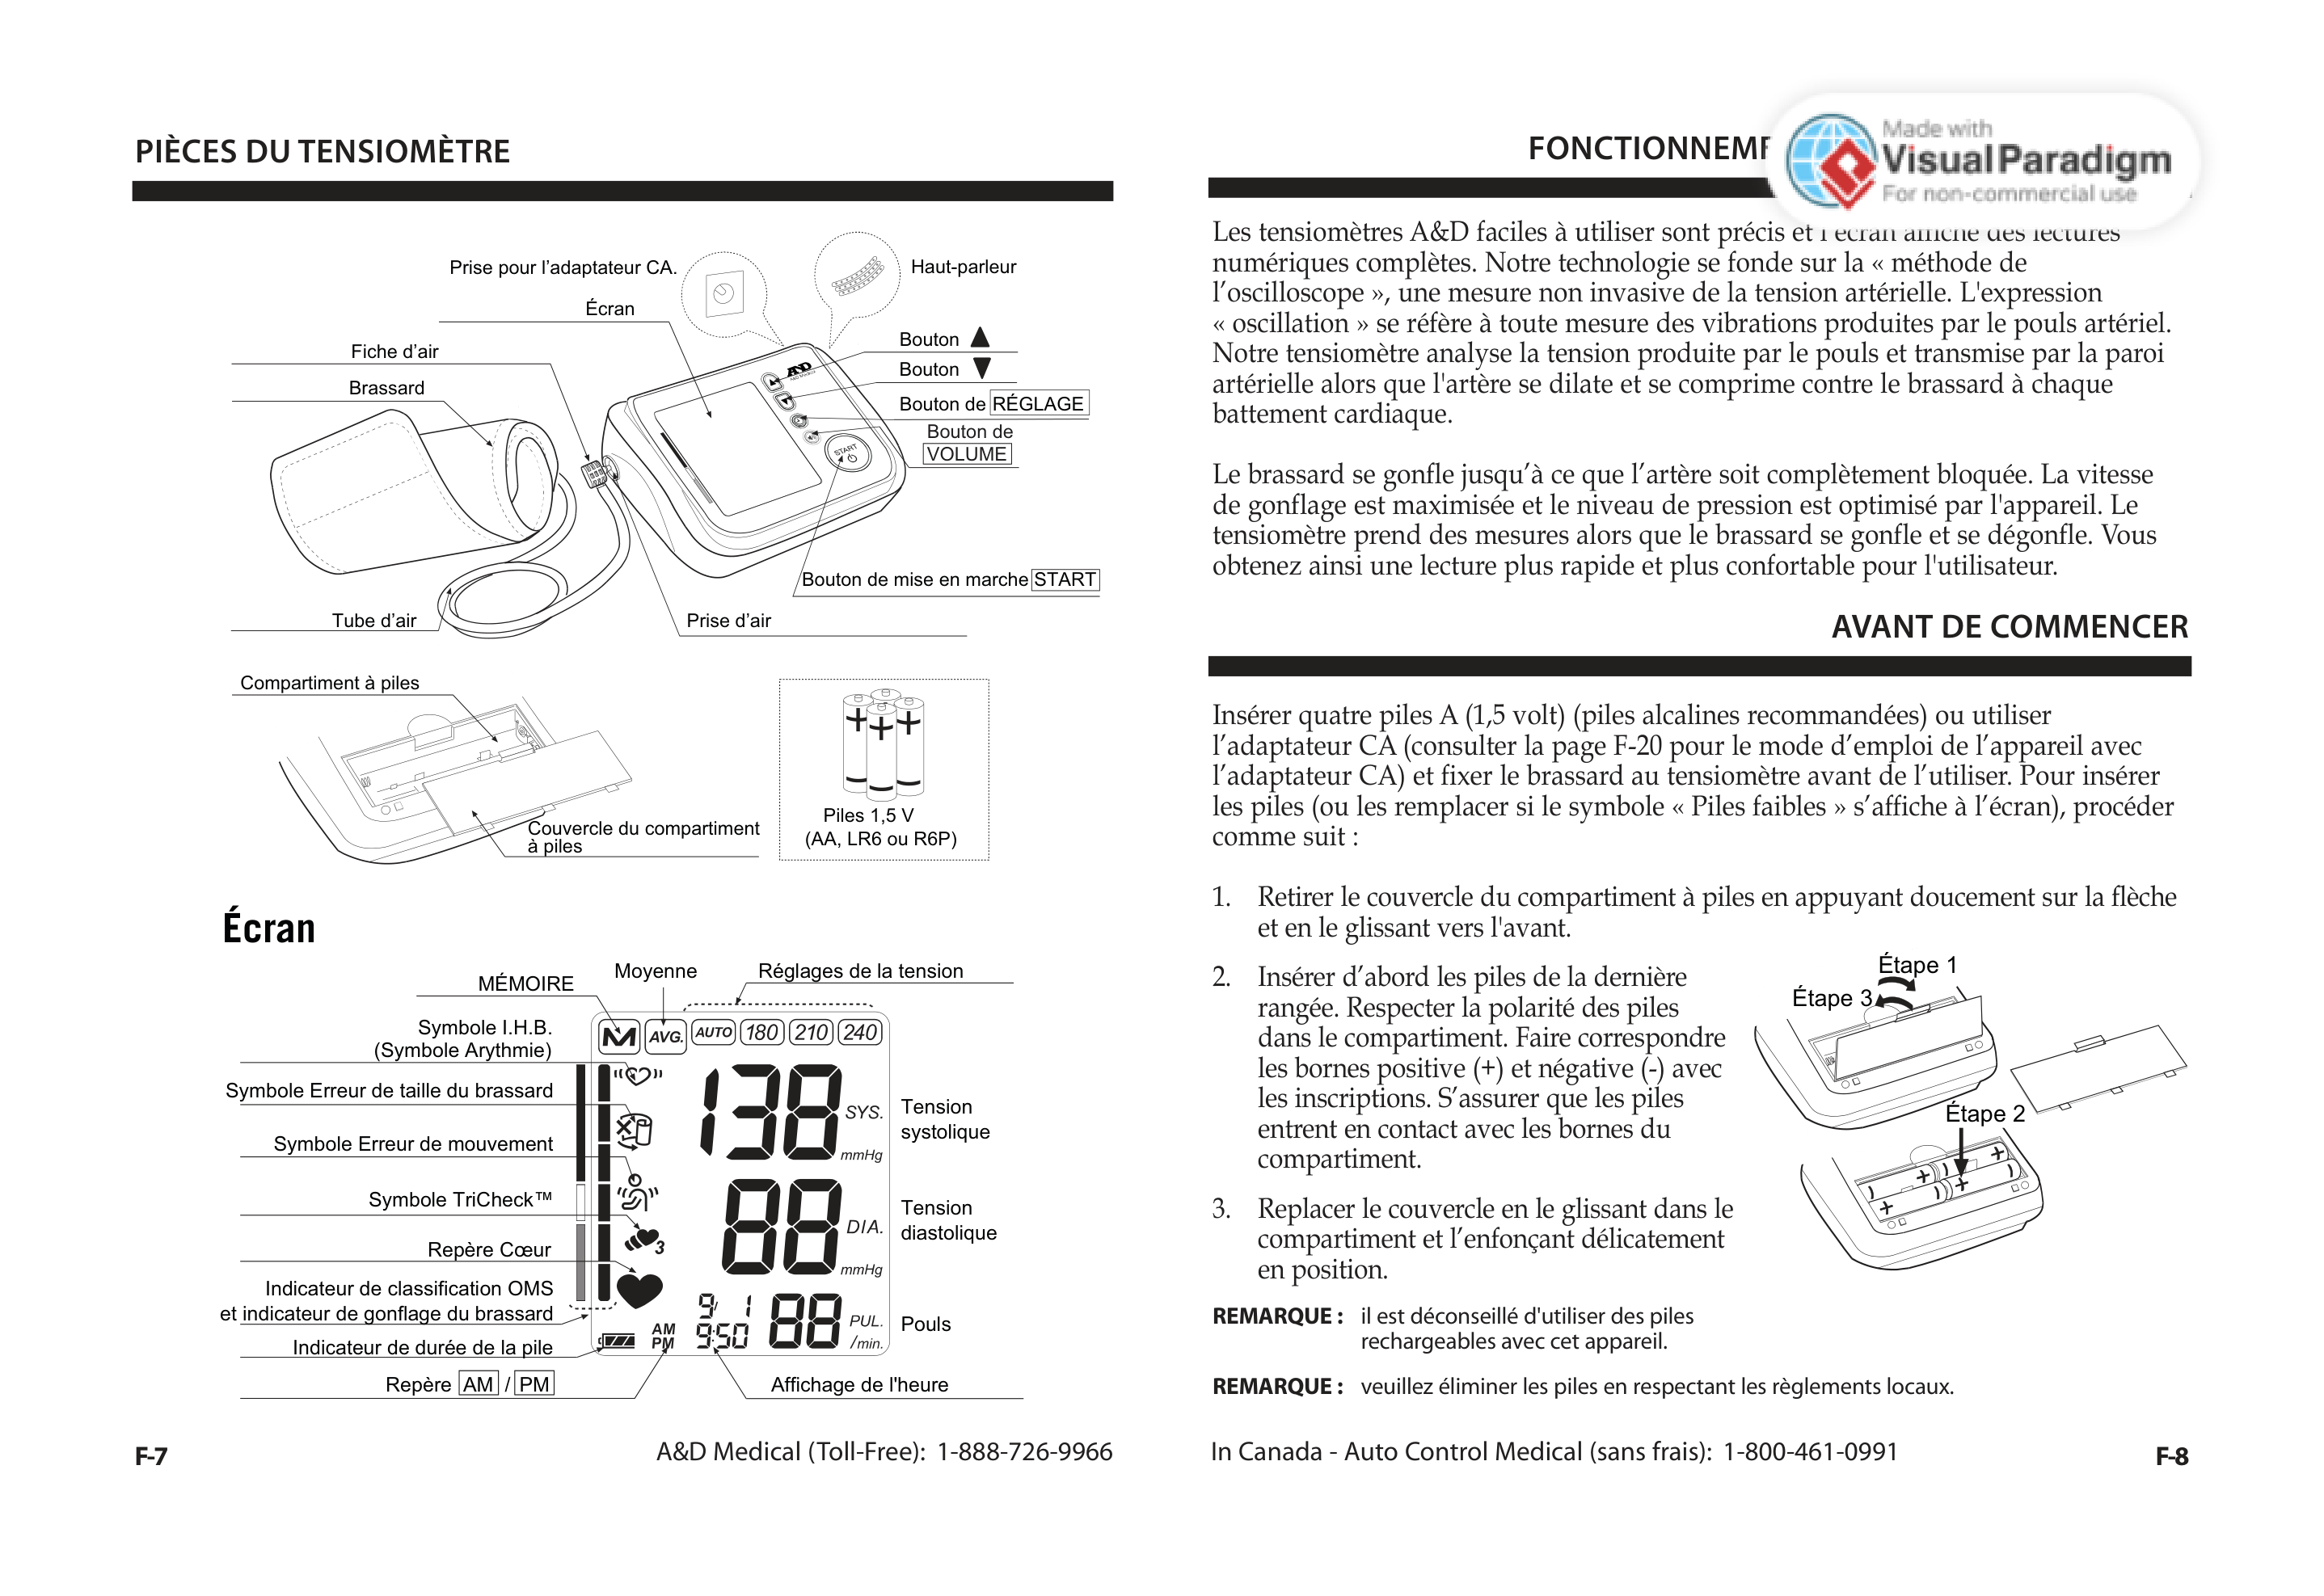 PIÈCES DU TENSIOMÈTRE
Prise pour l’adaptateur CA.
Haut-parleur
Écran
Bouton ▲
Fiche d’air
Bouton ▼
Brassard
Bouton de RÉGLAGE
Bouton de
VOLUME
A&D
START
Bouton de mise en marche START
Tube d’air
Prise d’air
Compartiment à piles
Couvercle du compartiment
à piles
Piles 1,5 V
(AA, LR6 ou R6P)
Écran
MÉMOIRE
Moyenne
Réglages de la tension
Symbole I.H.B.
(Symbole Arythmie)
Symbole Erreur de taille du brassard
Symbole Erreur de mouvement
Symbole TriCheck™
Repère Cœur
Indicateur de classification OMS
et indicateur de gonflage du brassard
Indicateur de durée de la pile
Repère AM / PM
M AVG. AUTO 180 210 240
138 SYS.
mmHg
88 DIA.
mmHg
3
9/ 1
AM
PM 9:50
88 PUL.
/min.
Tension
systolique
Tension
diastolique
Pouls
Affichage de l'heure
F-7
A&D Medical (Toll-Free): 1-888-726-9966
Made with
Visual Paradigm
For non-commercial use
Les tensiomètres A&D faciles à utiliser sont précis et l'écran affiche des lectures
numériques complètes. Notre technologie se fonde sur la « méthode de
l’oscilloscope », une mesure non invasive de la tension artérielle. L'expression
« oscillation » se réfère à toute mesure des vibrations produites par le pouls artériel.
Notre tensiomètre analyse la tension produite par le pouls et transmise par la paroi
artérielle alors que l'artère se dilate et se comprime contre le brassard à chaque
battement cardiaque.
Le brassard se gonfle jusqu’à ce que l’artère soit complètement bloquée. La vitesse
de gonflage est maximisée et le niveau de pression est optimisé par l'appareil. Le
tensiomètre prend des mesures alors que le brassard se gonfle et se dégonfle. Vous
obtenez ainsi une lecture plus rapide et plus confortable pour l'utilisateur.
AVANT DE COMMENCER
Insérer quatre piles A (1,5 volt) (piles alcalines recommandées) ou utiliser
l’adaptateur CA (consulter la page F-20 pour le mode d’emploi de l’appareil avec
l’adaptateur CA) et fixer le brassard au tensiomètre avant de l’utiliser. Pour insérer
les piles (ou les remplacer si le symbole « Piles faibles » s’affiche à l’écran), procéder
comme suit :
1. Retirer le couvercle du compartiment à piles en appuyant doucement sur la flèche
et en le glissant vers l'avant.
2. Insérer d’abord les piles de la dernière
rangée. Respecter la polarité des piles
dans le compartiment. Faire correspondre
les bornes positive (+) et négative (-) avec
les inscriptions. S’assurer que les piles
entrent en contact avec les bornes du
compartiment.
3. Replacer le couvercle en le glissant dans le
compartiment et l’enfonçant délicatement
en position.
Étape 1
Étape 3
Étape 2
REMARQUE : il est déconseillé d'utiliser des piles
rechargeables avec cet appareil.
REMARQUE : veuillez éliminer les piles en respectant les règlements locaux.
In Canada - Auto Control Medical (sans frais): 1-800-461-0991
F-8